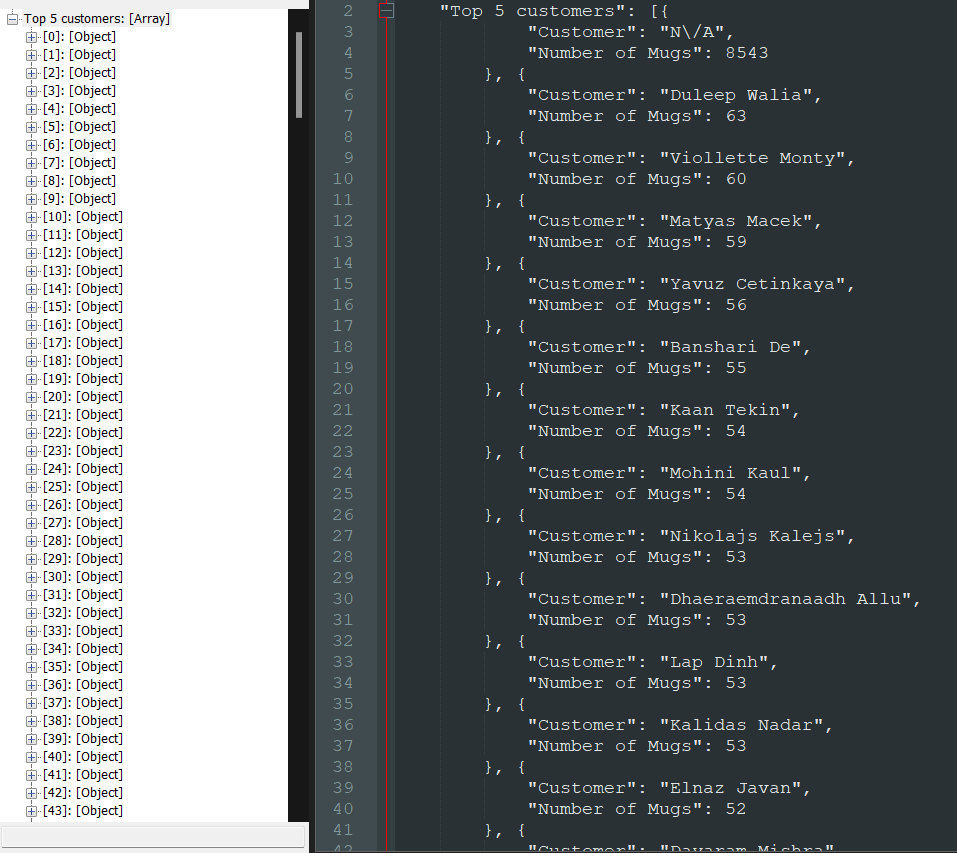 Top 5 customers: [Array]
[0]: [Object]
[1]: [Object]
[2]: [Object]
[3]: [Object]
[4]: [Object]
[5]: [Object]
[6]: [Object]
[7]: [Object]
[8]: [Object]
[9]: [Object]
[10]: [Object]
[11]: [Object]
[12]: [Object]
[13]: [Object]
[14]: [Object]
[15]: [Object]
[16]: [Object]
[17]: [Object]
[18]: [Object]
[19]: [Object]
[20]: [Object]
[21]: [Object]
[22]: [Object]
[23]: [Object]
[24]: [Object]
[25]: [Object]
[26]: [Object]
[27]: [Object]
[28]: [Object]
[29]: [Object]
[30]: [Object]
[31]: [Object]
[32]: [Object]
[33]: [Object]
[34]: [Object]
[35]: [Object]
[36]: [Object]
[37]: [Object]
[38]: [Object]
[39]: [Object]
[40]: [Object]
[41]: [Object]
[42]: [Object]
[43]: [Object]
2 "Top 5 customers": [{
3 "Customer": "N\/A",
4 "Number of Mugs": 8543
5 }, {
6 "Customer": "Duleep Walia",
7 "Number of Mugs": 63
8 }, {
9 "Customer": "Viollette Monty",
10 "Number of Mugs": 60
11 }, {
12 "Customer": "Matyas Macek",
13 "Number of Mugs": 59
14 }, {
15 "Customer": "Yavuz Cetinkaya",
16 "Number of Mugs": 56
17 }, {
18 "Customer": "Banshari De",
19 "Number of Mugs": 55
20 }, {
21 "Customer": "Kaan Tekin",
22 "Number of Mugs": 54
23 }, {
24 "Customer": "Mohini Kaul",
25 "Number of Mugs": 54
26 }, {
27 "Customer": "Nikolajs Kalejs",
28 "Number of Mugs": 53
29 }, {
30 "Customer": "Dhaeraemdranaadh Allu",
31 "Number of Mugs": 53
32 }, {
33 "Customer": "Lap Dinh",
34 "Number of Mugs": 53
35 }, {
36 "Customer": "Kalidas Nadar",
37 "Number of Mugs": 53
38 }, {
39 "Customer": "Elnaz Javan",
40 "Number of Mugs": 52
41 }, {
42 "Customer": "Dayaram Mishra"